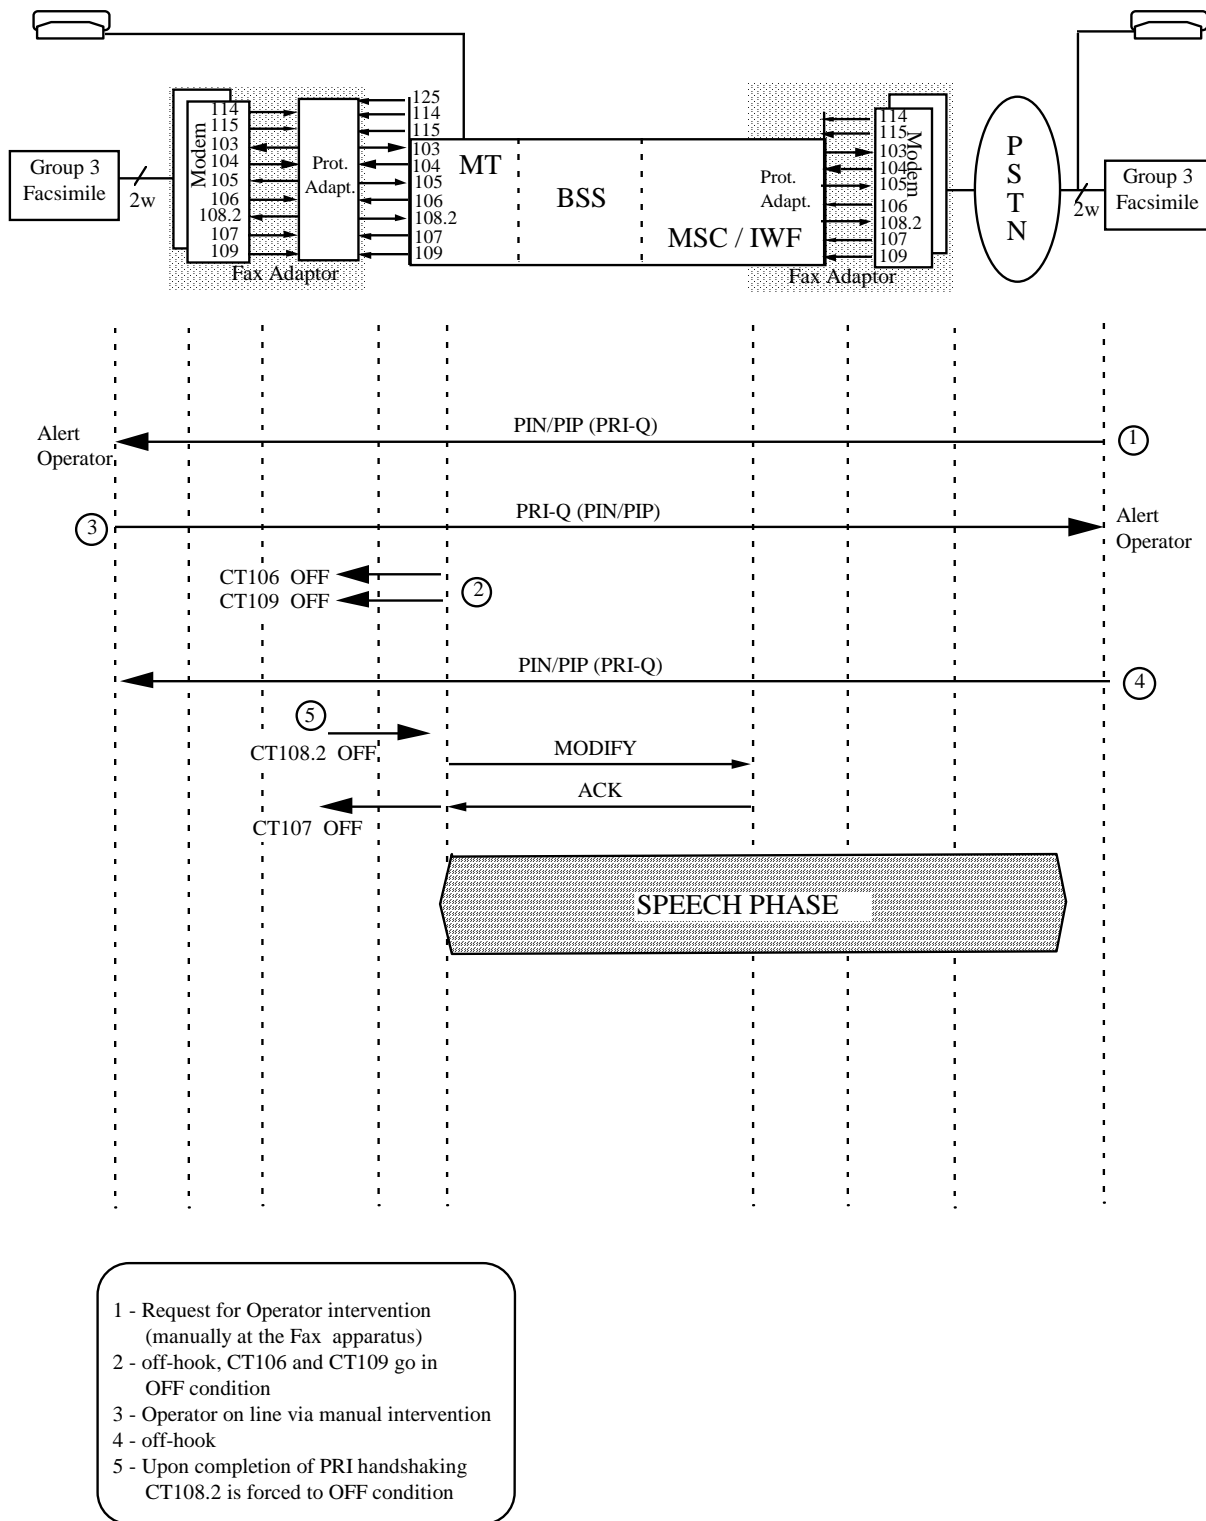 125
114
115
103
104
105
106
108.2
107
109
Modem
Prot.
Adapt.
114
115
103
104
105
106
108.2
107
109
Group 3
Facsimile
2w
Fax Adaptor
MT
BSS
MSC / IWF
Prot.
Adapt.
114
115
103
104
105
106
108.2
107
109
Modem
Fax Adaptor
P
S
T
N
2w
Group 3
Facsimile
Alert
Operator
PIN/PIP (PRI-Q)
1
3
PRI-Q (PIN/PIP)
Alert
Operator
CT106 OFF
CT109 OFF
2
PIN/PIP (PRI-Q)
4
5
CT108.2 OFF
MODIFY
ACK
CT107 OFF
SPEECH PHASE
1 - Request for Operator intervention
(manually at the Fax apparatus)
2 - off-hook, CT106 and CT109 go in
OFF condition
3 - Operator on line via manual intervention
4 - off-hook
5 - Upon completion of PRI handshaking
CT108.2 is forced to OFF condition